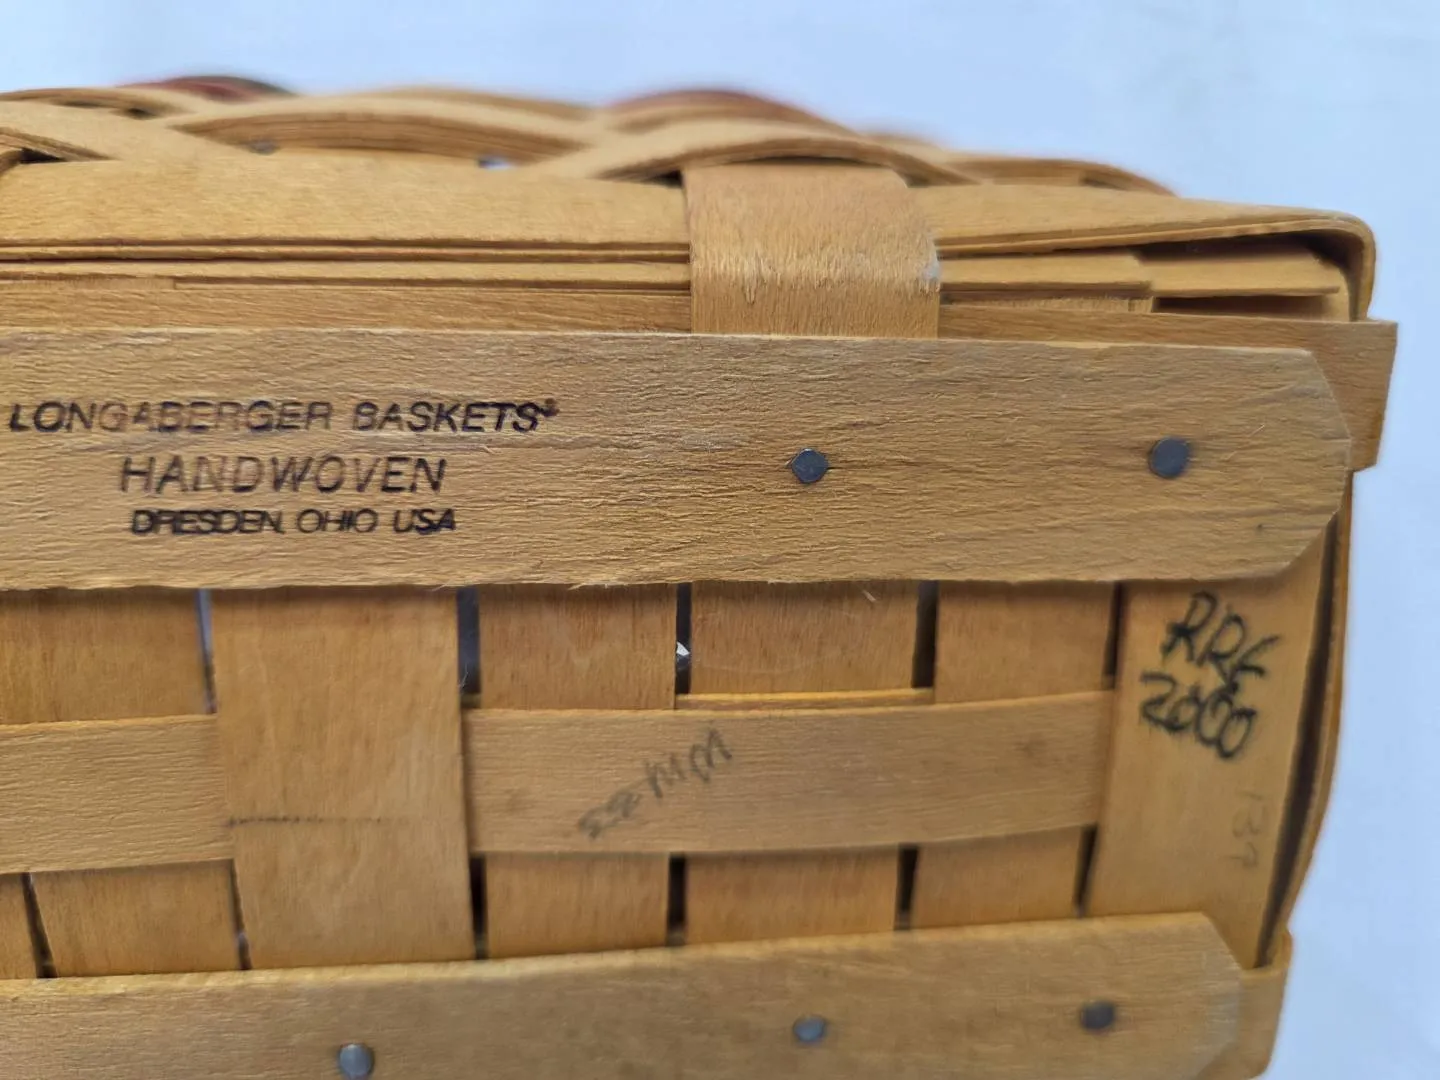 LONGABERGER BASKETS®
HANDWOVEN
DRESDEN, OHIO USA
RRE
2000